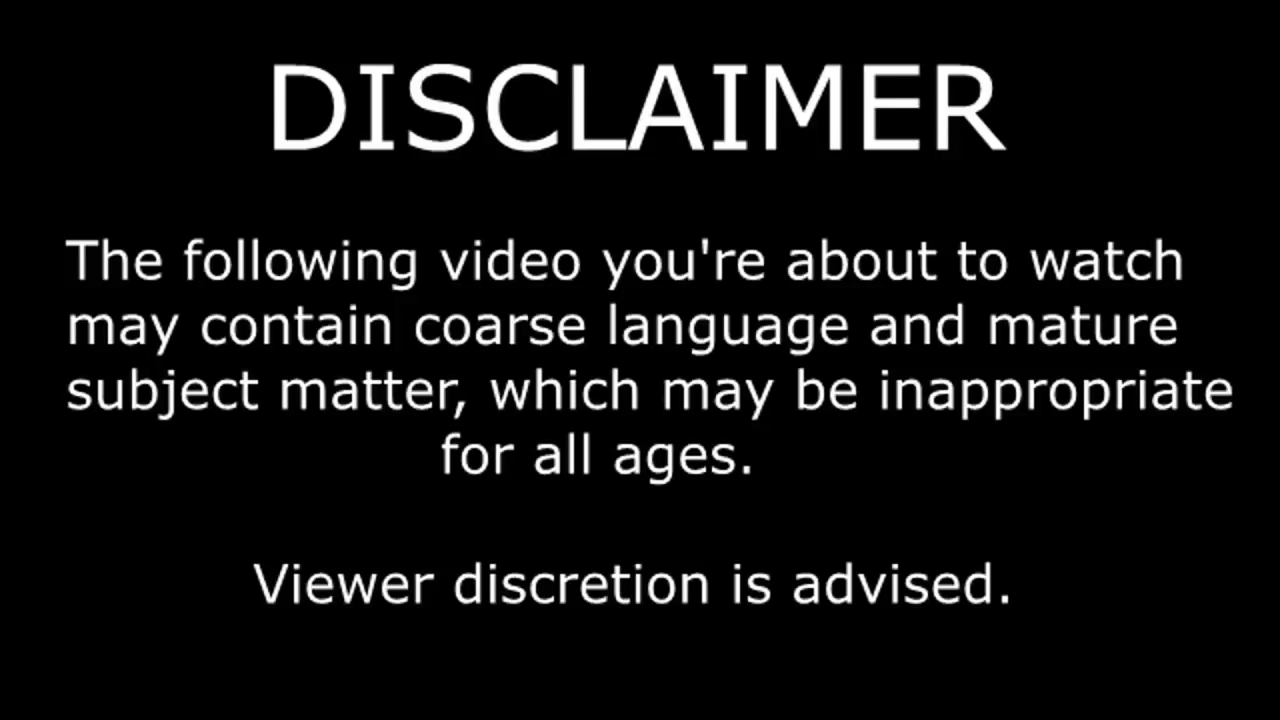 DISCLAIMER
The following video you're about to watch
may contain coarse language and mature
subject matter, which may be inappropriate
for all ages.
Viewer discretion is advised.